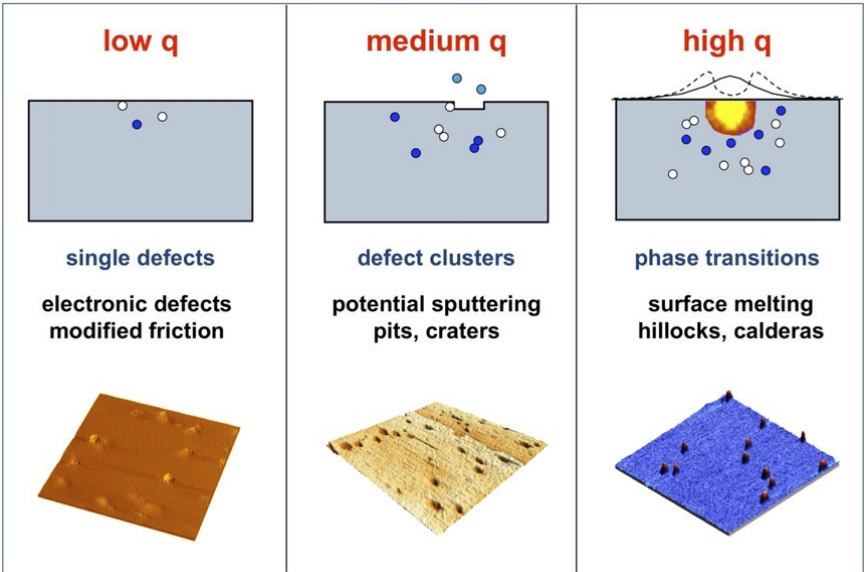 low q
single defects
electronic defects
modified friction
medium q
defect clusters
potential sputtering
pits, craters
high q
phase transitions
surface melting
hillocks, calderas